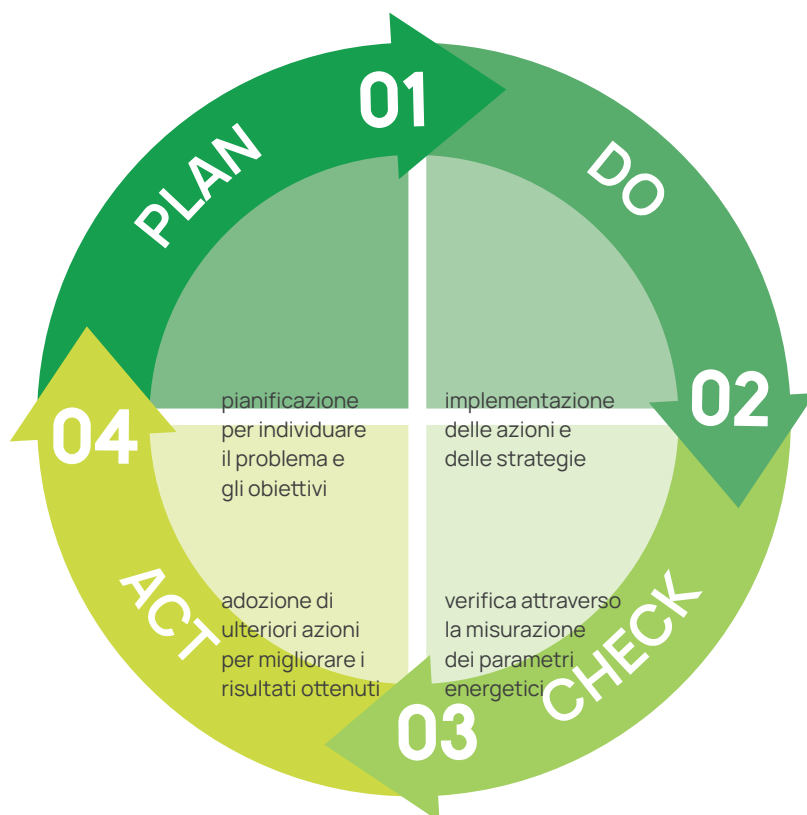 01
PLAN
DO
02
pianificazione
per individuare
il problema e
gli obiettivi
implementazione
delle azioni e
delle strategie
04
ACT
adozione di
ulteriori azioni
per migliorare i
risultati ottenuti
verifica attraverso
la misurazione
dei parametri
energetici
CHECK
03